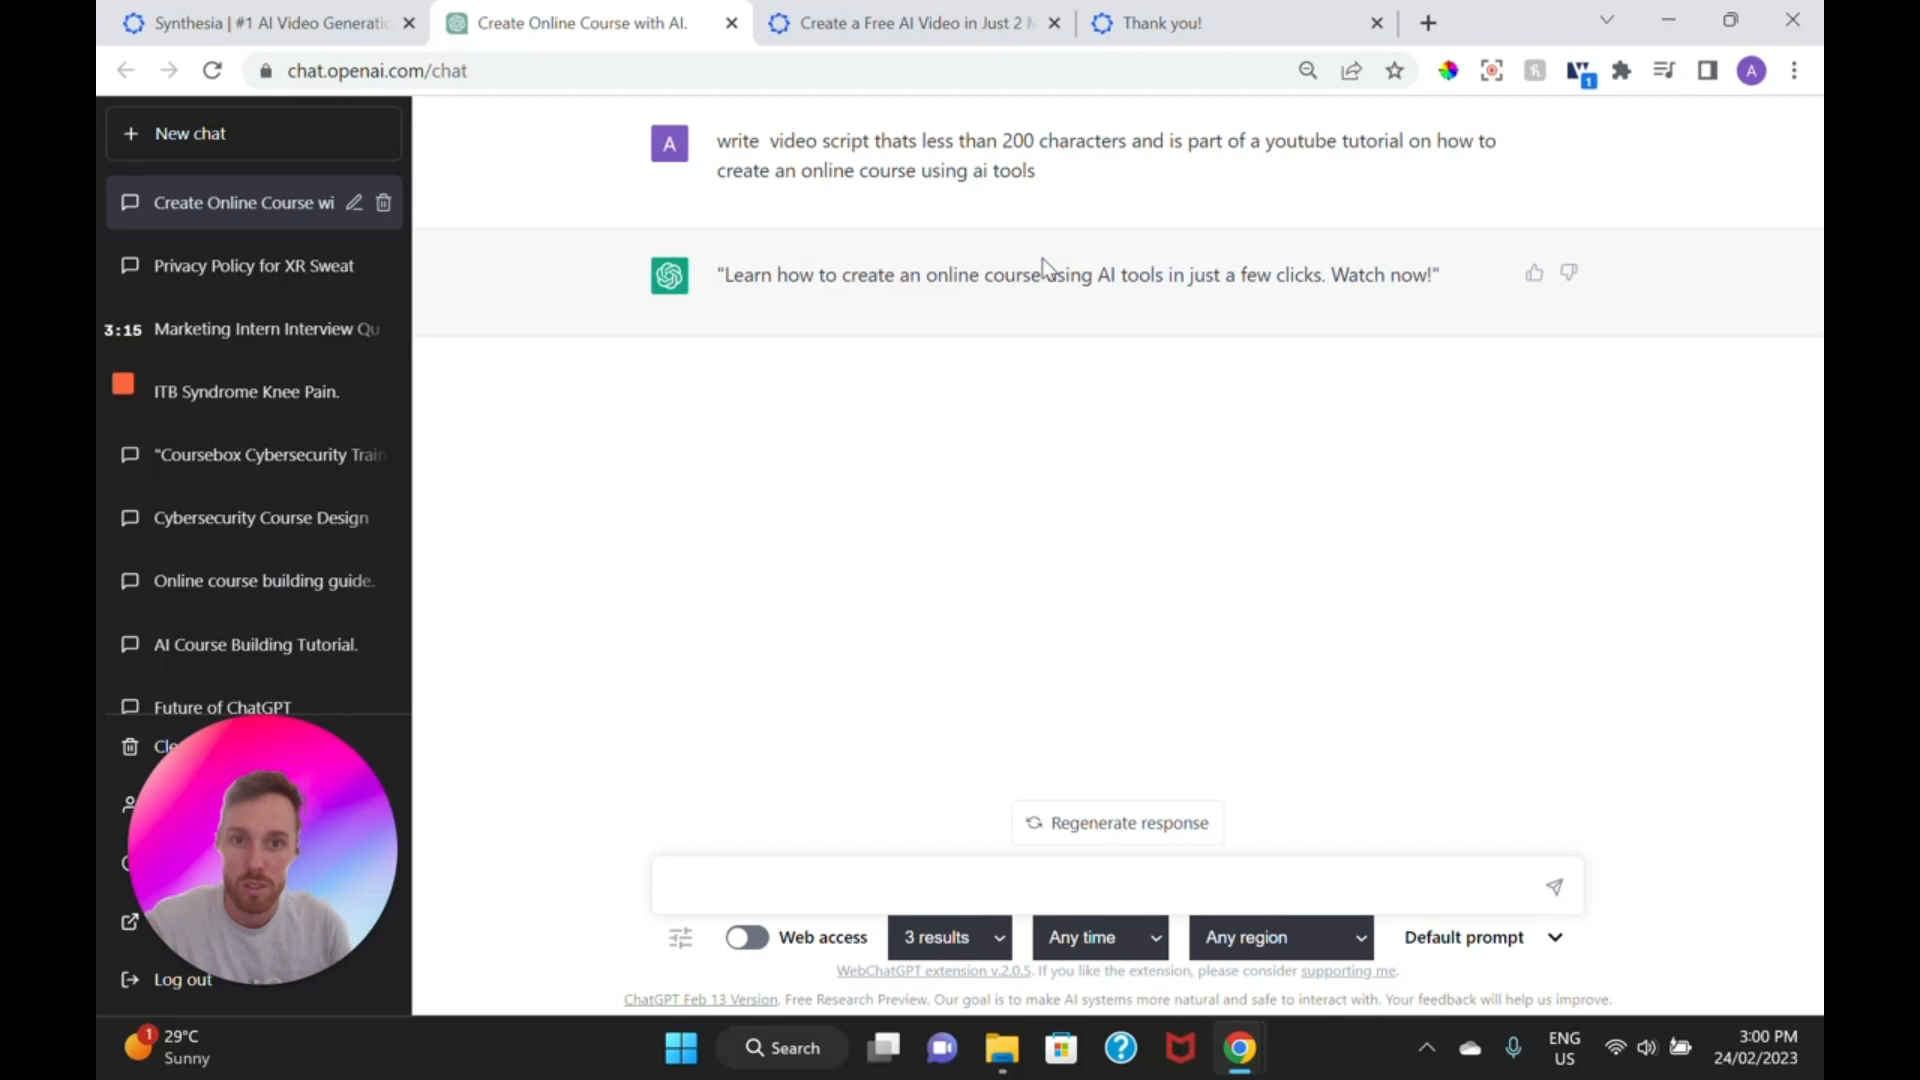 Synthesia | #1 AI Video Generatic
Create Online Course with AI.
Create a Free AI Video in Just 2 M
Thank you!
chat.openai.com/chat
1
A
New chat
A
write  video script thats less than 200 characters and is part of a youtube tutorial on how to
create an online course using ai tools
Create Online Course wi
Privacy Policy for XR Sweat
"Learn how to create an online course using AI tools in just a few clicks. Watch now!"
3:15
Marketing Intern Interview Qu
ITB Syndrome Knee Pain.
"Coursebox Cybersecurity Train
Cybersecurity Course Design
Online course building guide.
AI Course Building Tutorial.
Future of ChatGPT
Cle
Log out
Regenerate response
Web access
3 results
Any time
Any region
Default prompt
WebChatGPT extension v.2.0.5. If you like the extension, please consider supporting me.
ChatGPT Feb 13 Version. Free Research Preview. Our goal is to make AI systems more natural and safe to interact with. Your feedback will help us improve.
1
29°C
Sunny
Search
ENG
US
3:00 PM
24/02/2023